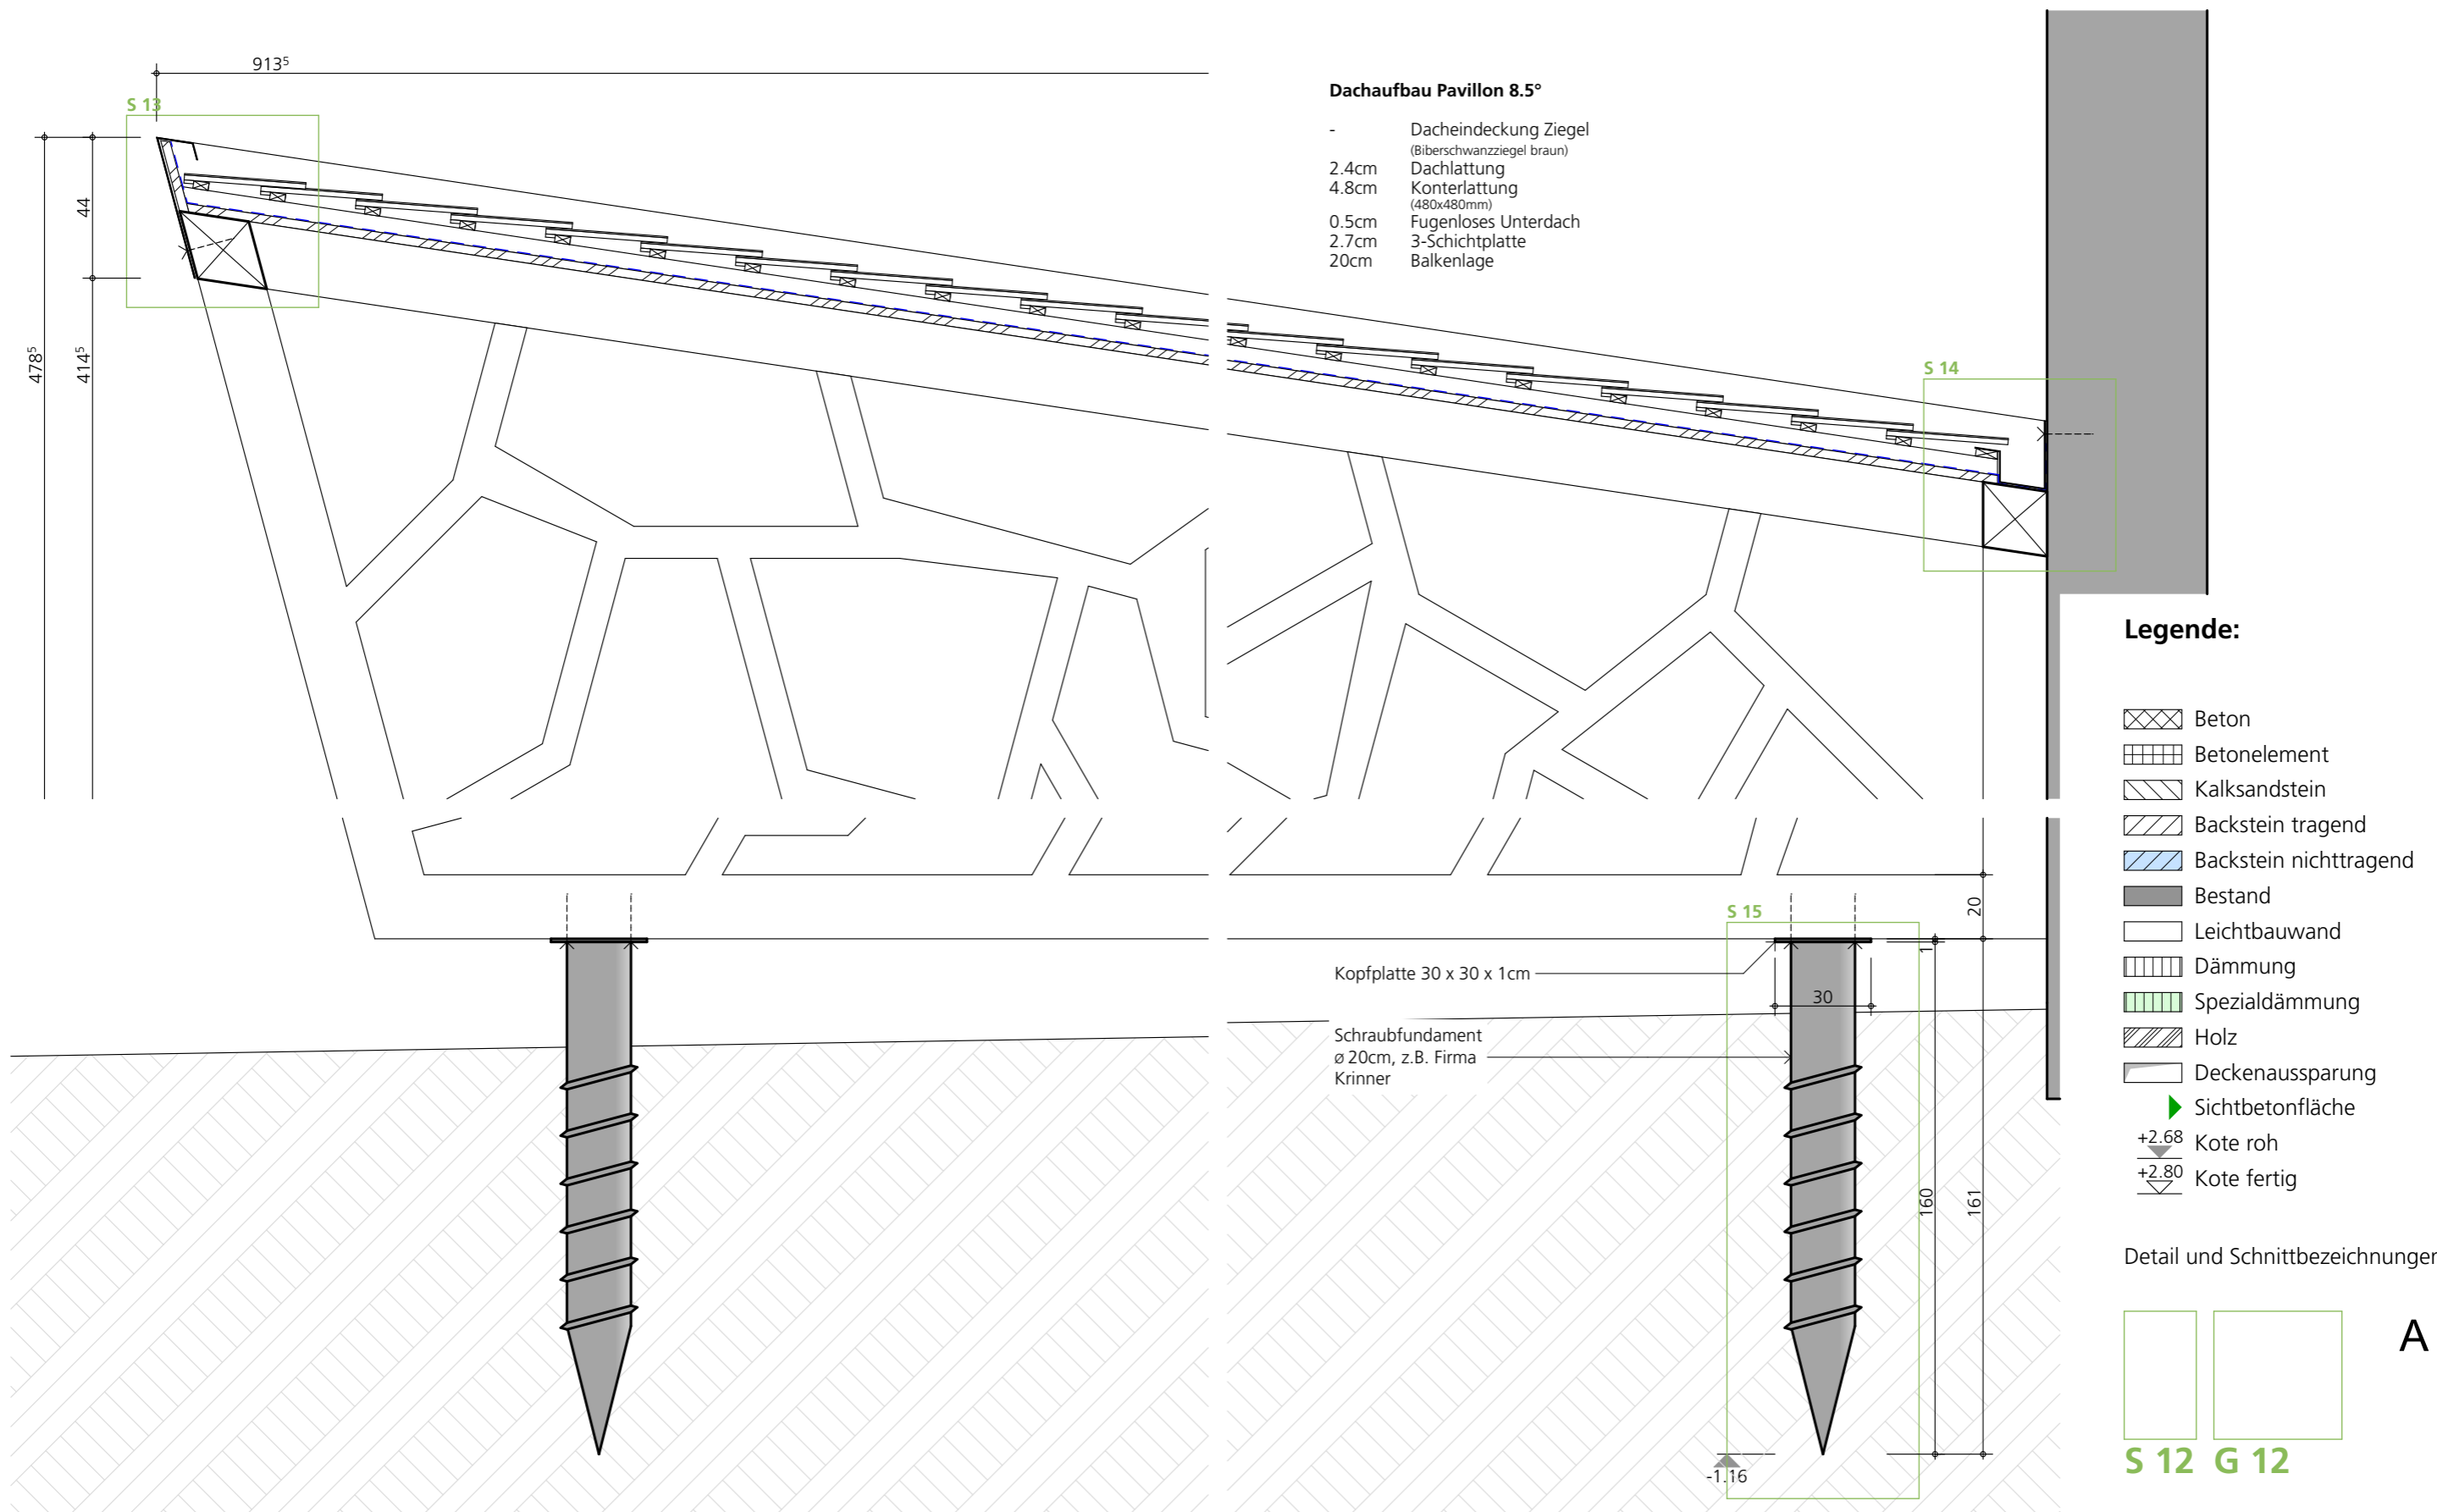 913⁵
S 13
44
478⁵
414⁵
Dachaufbau Pavillon 8.5°
- Dacheindeckung Ziegel
(Biberschwanzziegel braun)
2.4cm Dachlattung
4.8cm Konterlattung
(480x480mm)
0.5cm Fugenloses Unterdach
2.7cm 3-Schichtplatte
20cm Balkenlage
S 14
20
S 15
1
Kopfplatte 30 x 30 x 1cm
30
Schraubfundament
ø 20cm, z.B. Firma
Krinner
160
161
-1.16
Legende:
Beton
Betonelement
Kalksandstein
Backstein tragend
Backstein nichttragend
Bestand
Leichtbauwand
Dämmung
Spezialdämmung
Holz
Deckenaussparung
Sichtbetonfläche
+2.68 Kote roh
+2.80 Kote fertig
Detail und Schnittbezeichnungen
A
S 12 G 12